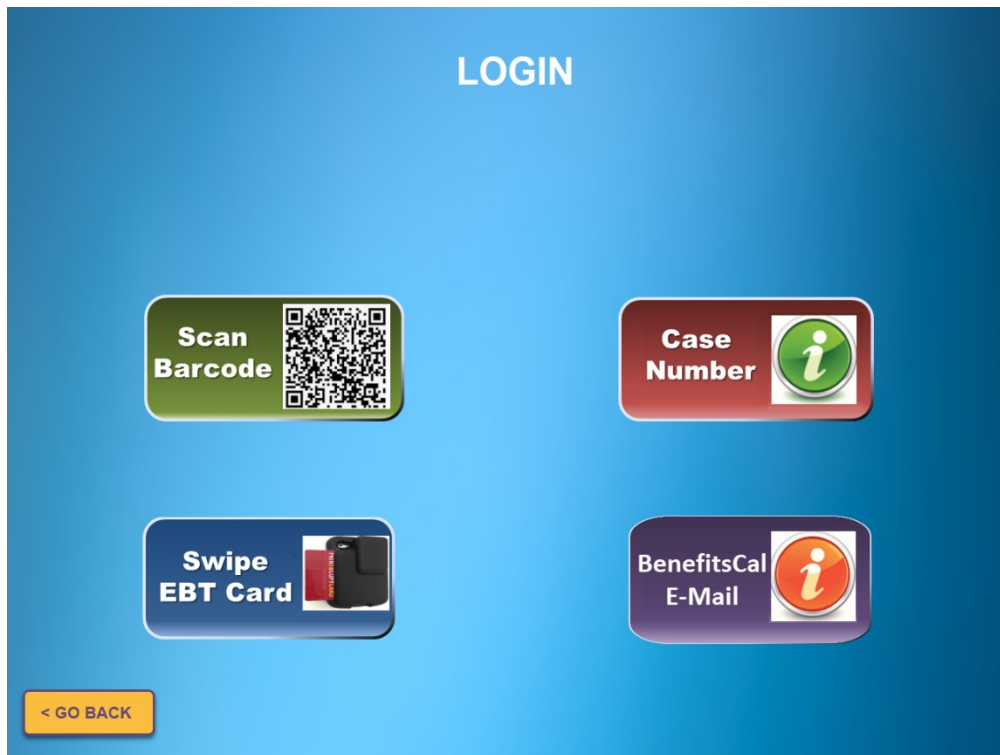 LOGIN
Scan
Barcode
Case
Number
Swipe
EBT Card
BenefitsCal
E-Mail
< GO BACK